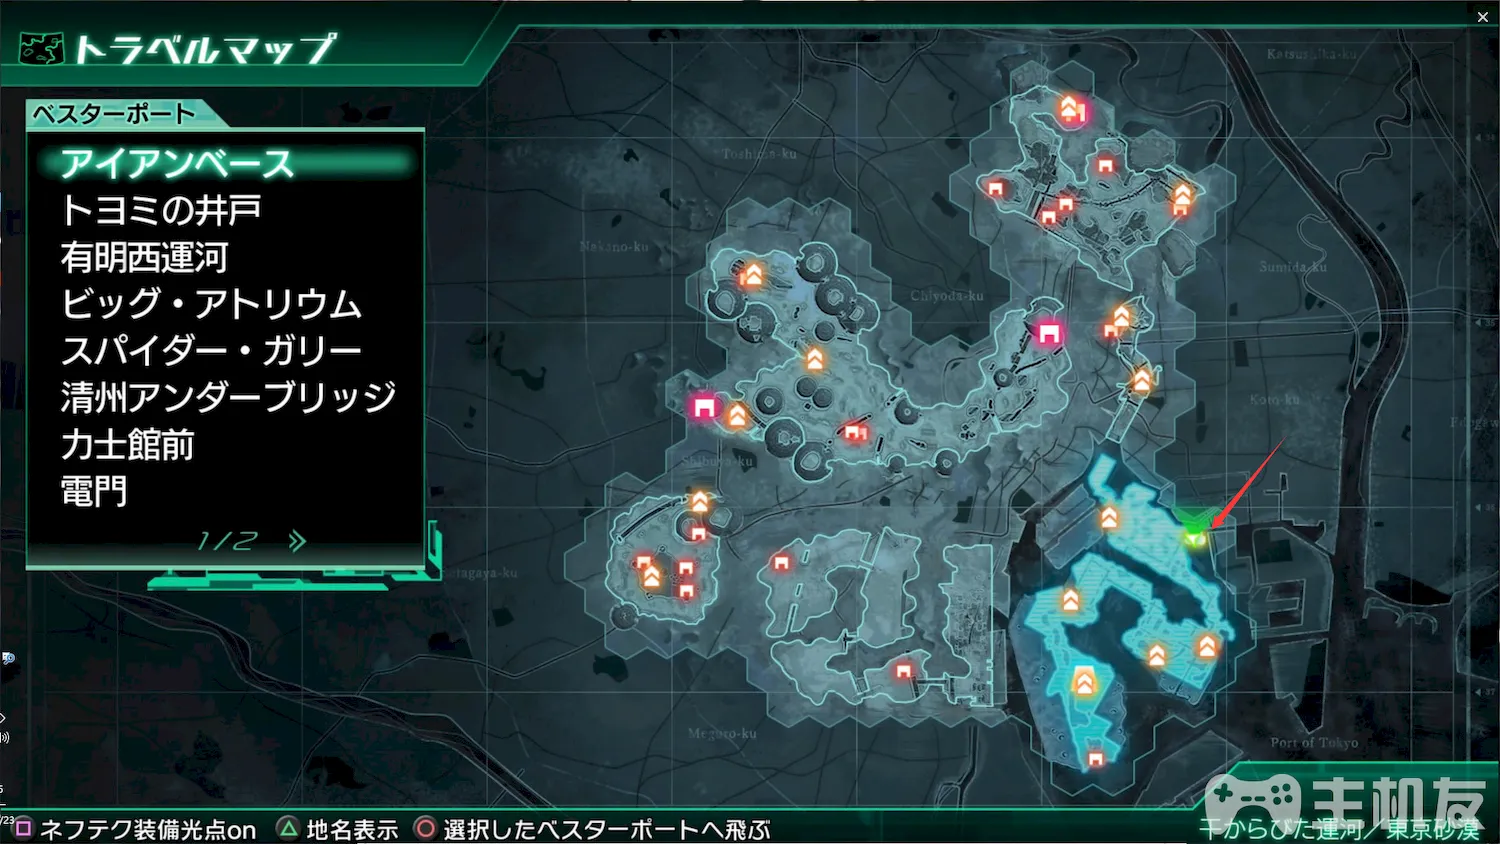 トラベルマップ
ベスターポート
アイアンベース
トヨミの井戸
有明西運河
ビッグ・アトリウム
スパイダー・ガリー
清州アンダーブリッジ
力士館前
電門
1/2
Katsushika-ku
Toshima-ku
Nakano-ku
Sumida-ku
Chiyoda-ku
Koto-ku
Shibuya-ku
Meguro-ku
Port of Tokyo
ネフテク装備光点on
地名表示
選択したベスターポートへ飛ぶ
主机友
干からびた運河／東京砂漠